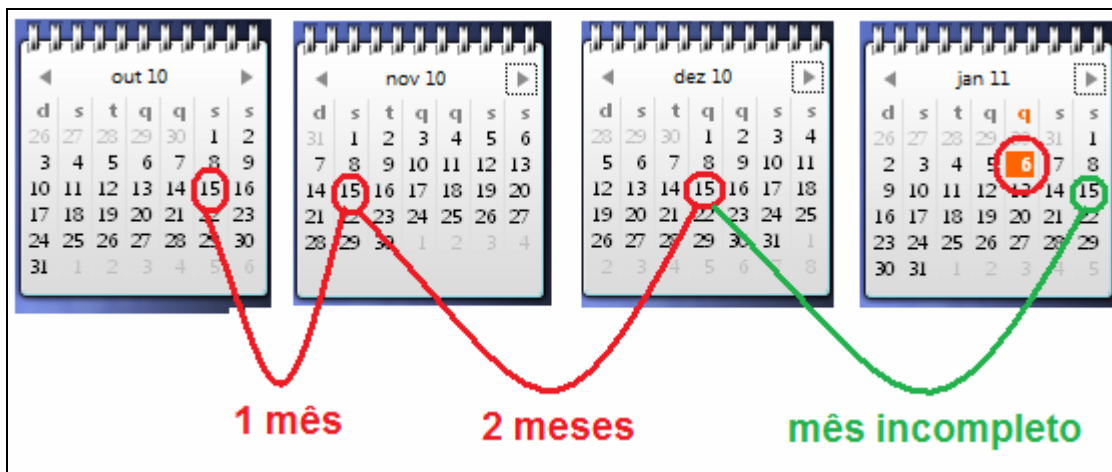 out 10
d s t q q s s
26 27 28 29 30 1 2
3 4 5 6 7 8 9
10 11 12 13 14 15 16
17 18 19 20 21 22 23
24 25 26 27 28 29 30
31 1 2 3 4 5 6
nov 10
d s t q q s s
31 1 2 3 4 5 6
7 8 9 10 11 12 13
14 15 16 17 18 19 20
21 22 23 24 25 26 27
28 29 30 1 2 3 4
dez 10
d s t q q s s
28 29 30 1 2 3 4
5 6 7 8 9 10 11
12 13 14 15 16 17 18
19 20 21 22 23 24 25
26 27 28 29 30 31 1
2 3 4 5 6 7 8
jan 11
d s t q q s s
26 27 28 29 30 31 1
2 3 4 5 6 7 8
9 10 11 12 13 14 15
16 17 18 19 20 21 22
23 24 25 26 27 28 29
30 31 1 2 3 4 5
1 mês
2 meses
mês incompleto